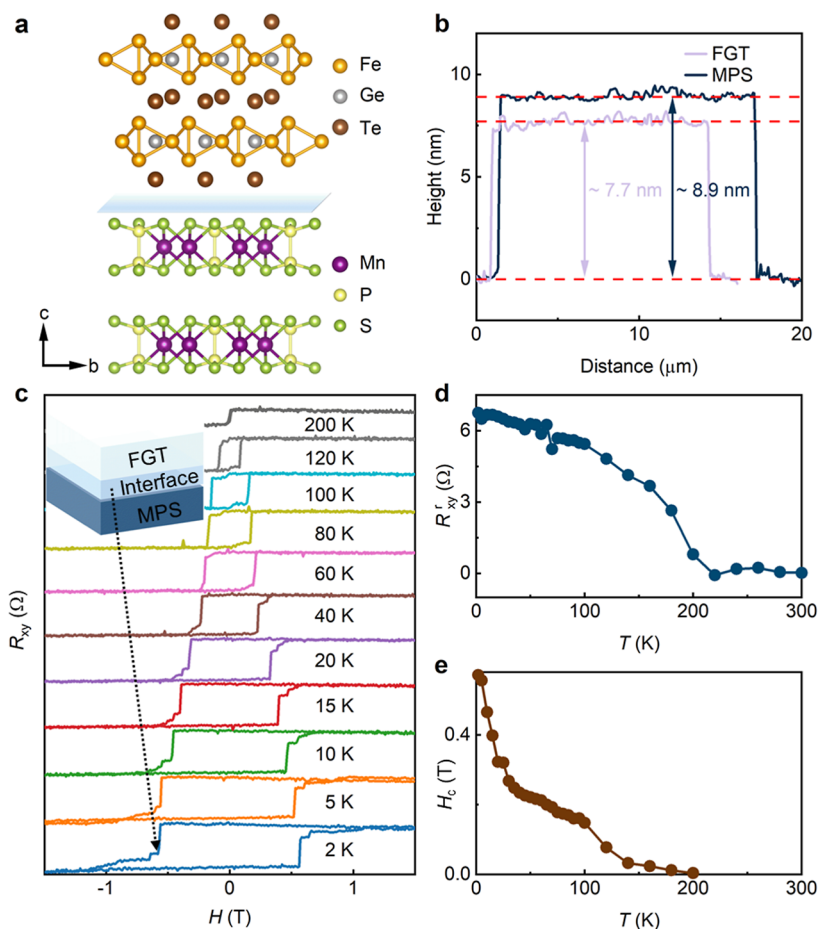 a
Fe
Ge
Te
Mn
P
S
c
b
b
FGT
MPS
Height (nm)
10
5
0
~ 7.7 nm
~ 8.9 nm
0
5
10
15
20
Distance (μm)
c
FGT
Interface
MPS
200 K
120 K
100 K
80 K
60 K
40 K
20 K
15 K
10 K
5 K
2 K
Rxy (Ω)
-1
0
1
H (T)
d
Rrxy (Ω)
6
3
0
0
100
200
300
T (K)
e
Hc (T)
0.4
0.0
0
100
200
300
T (K)